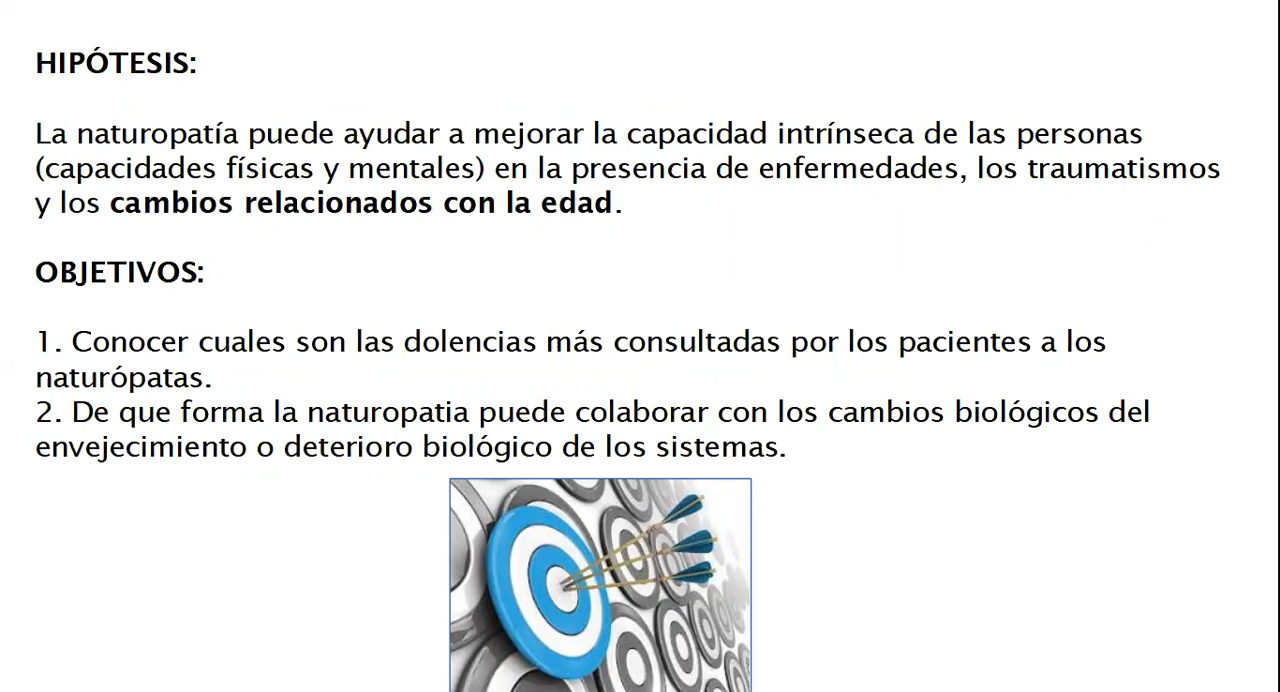 HIPÓTESIS:
La naturopatía puede ayudar a mejorar la capacidad intrínseca de las personas
(capacidades físicas y mentales) en la presencia de enfermedades, los traumatismos
y los cambios relacionados con la edad.
OBJETIVOS:
1. Conocer cuales son las dolencias más consultadas por los pacientes a los
naturópatas.
2. De que forma la naturopatia puede colaborar con los cambios biológicos del
envejecimiento o deterioro biológico de los sistemas.